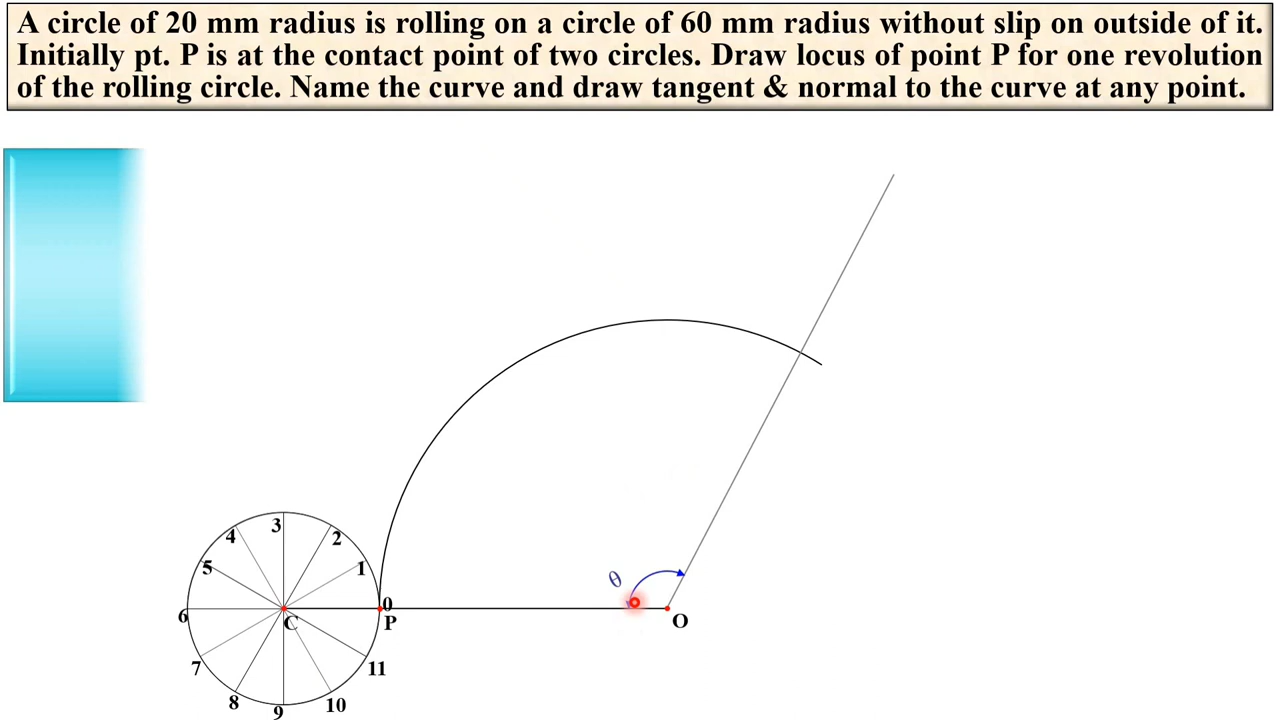 A circle of 20 mm radius is rolling on a circle of 60 mm radius without slip on outside of it.
Initially pt. P is at the contact point of two circles. Draw locus of point P for one revolution
of the rolling circle. Name the curve and draw tangent & normal to the curve at any point.
3
4
2
5
1
θ
6
0
C
P
O
7
11
8
10
9